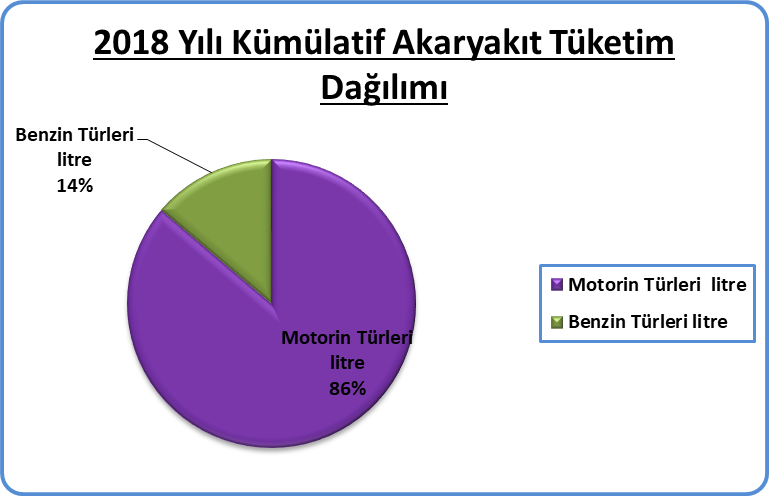 2018 Yılı Kümülatif Akaryakıt Tüketim
Dağılımı
Benzin Türleri
litre
14%
Motorin Türleri
litre
86%
Motorin Türleri  litre
Benzin Türleri litre